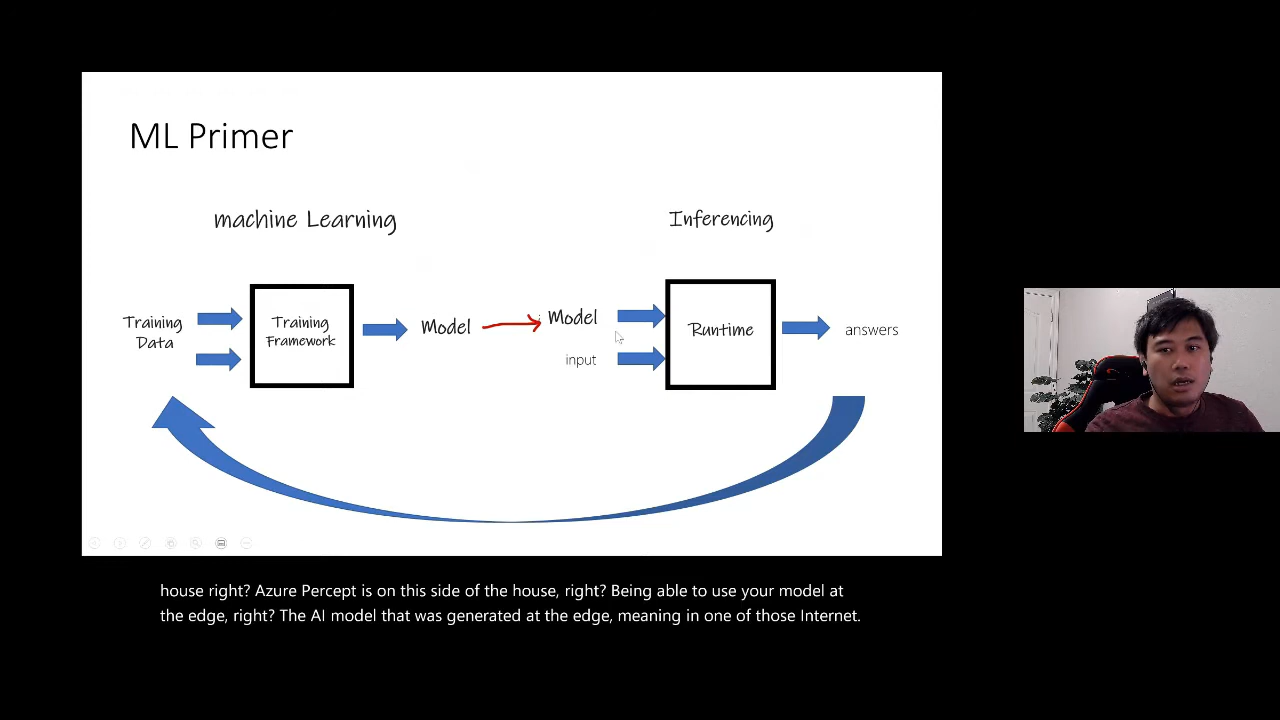 ML Primer
machine Learning
Inferencing
Training
Data
Training
Framework
Model
Model
input
Runtime
answers
house right? Azure Percept is on this side of the house, right? Being able to use your model at
the edge, right? The AI model that was generated at the edge, meaning in one of those Internet.